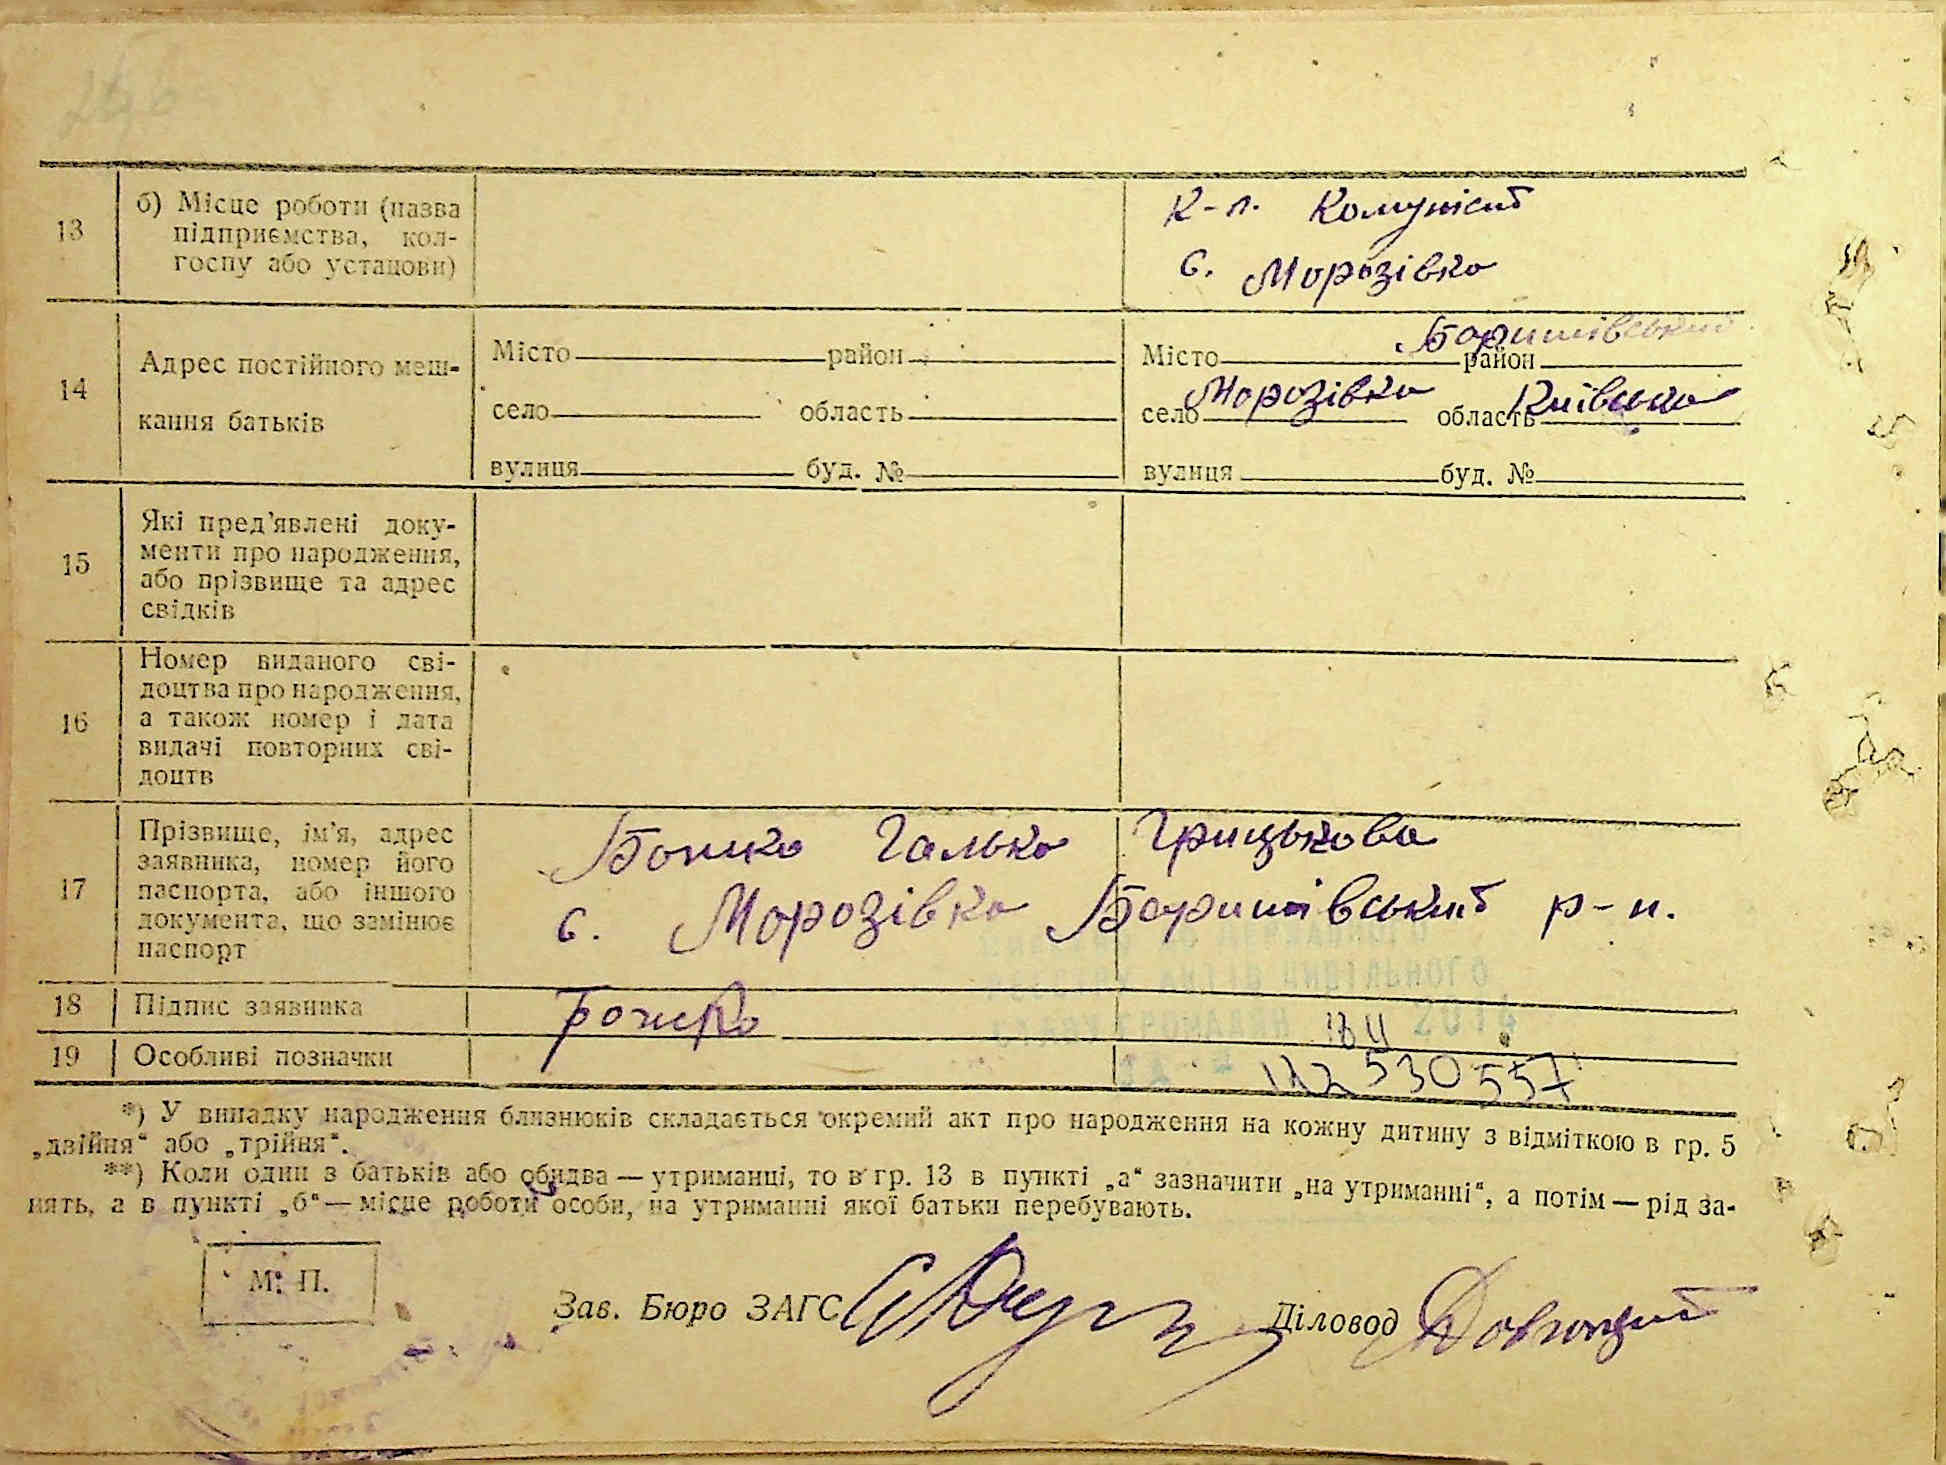 13
б) Місце роботи (назва
підприємства, кол-
госпу або установи)
К-п. Комуніст
с. Морозівка
14
Адрес постійного меш-
кання батьків
Місто район
село область
вулиця буд. №
Баришівський
Місто район
село Морозівка область Київська
вулиця буд. №
15
Які пред’явлені доку-
менти про народження,
або прізвище та адрес
свідків
16
Номер виданого сві-
доцтва про народження,
а також номер і дата
видачі повторних сві-
доцтв
17
Прізвище, ім’я, адрес
заявника, номер його
паспорта, або іншого
документа, що замінює
паспорт
Галька Грицькова
с. Морозівка Баришівський р-н.
18 Підпис заявника
2014
19 Особливі позначки
112 530 557
*) У випадку народження близнюків складається окремий акт про народження на кожну дитину з відміткою в гр. 5
„двійня“ або „трійня“.
**) Коли один з батьків або обидва — утриманці, то в гр. 13 в пункті „а“ зазначити „на утриманні“, а потім — рід за-
нять, а в пункті „б“ — місце роботи особи, на утриманні якої батьки перебувають.
М. П.
Зав. Бюро ЗАГС Діловод